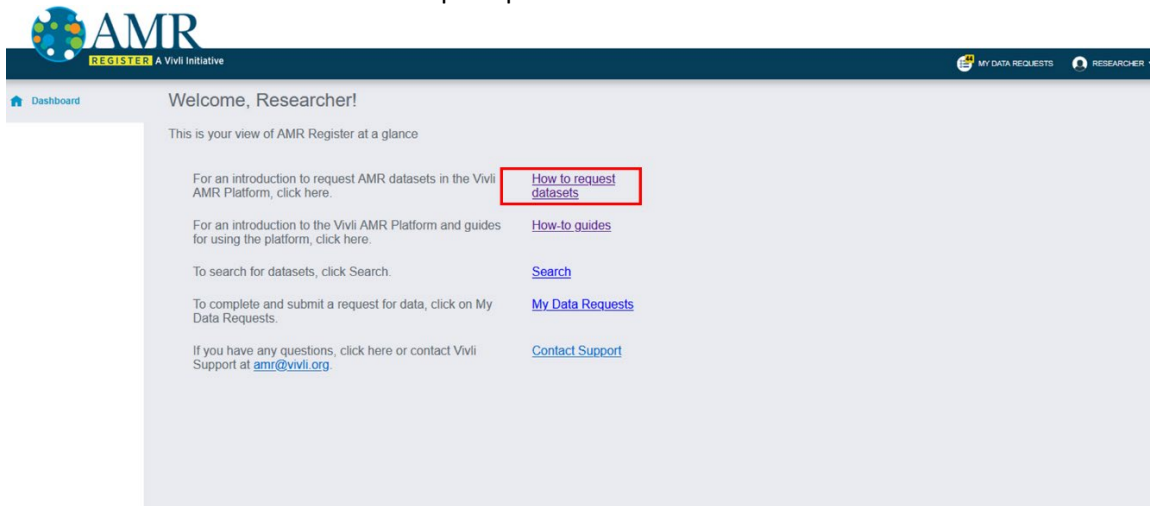 AMR
REGISTER A Vivli Initiative
44
MY DATA REQUESTS
RESEARCHER
Dashboard
Welcome, Researcher!
This is your view of AMR Register at a glance
For an introduction to request AMR datasets in the Vivli
AMR Platform, click here.
How to request
datasets
For an introduction to the Vivli AMR Platform and guides
for using the platform, click here.
How-to guides
To search for datasets, click Search.
Search
To complete and submit a request for data, click on My
Data Requests.
My Data Requests
If you have any questions, click here or contact Vivli
Support at amr@vivli.org.
Contact Support